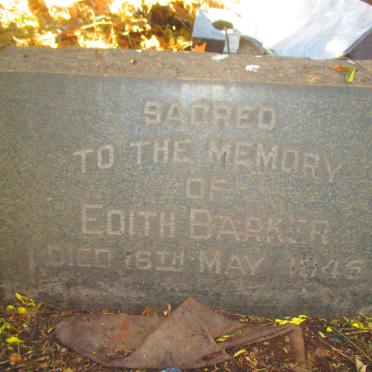 SACRED
TO THE MEMORY
OF
EDITH BARKER
DIED 16TH MAY 1945